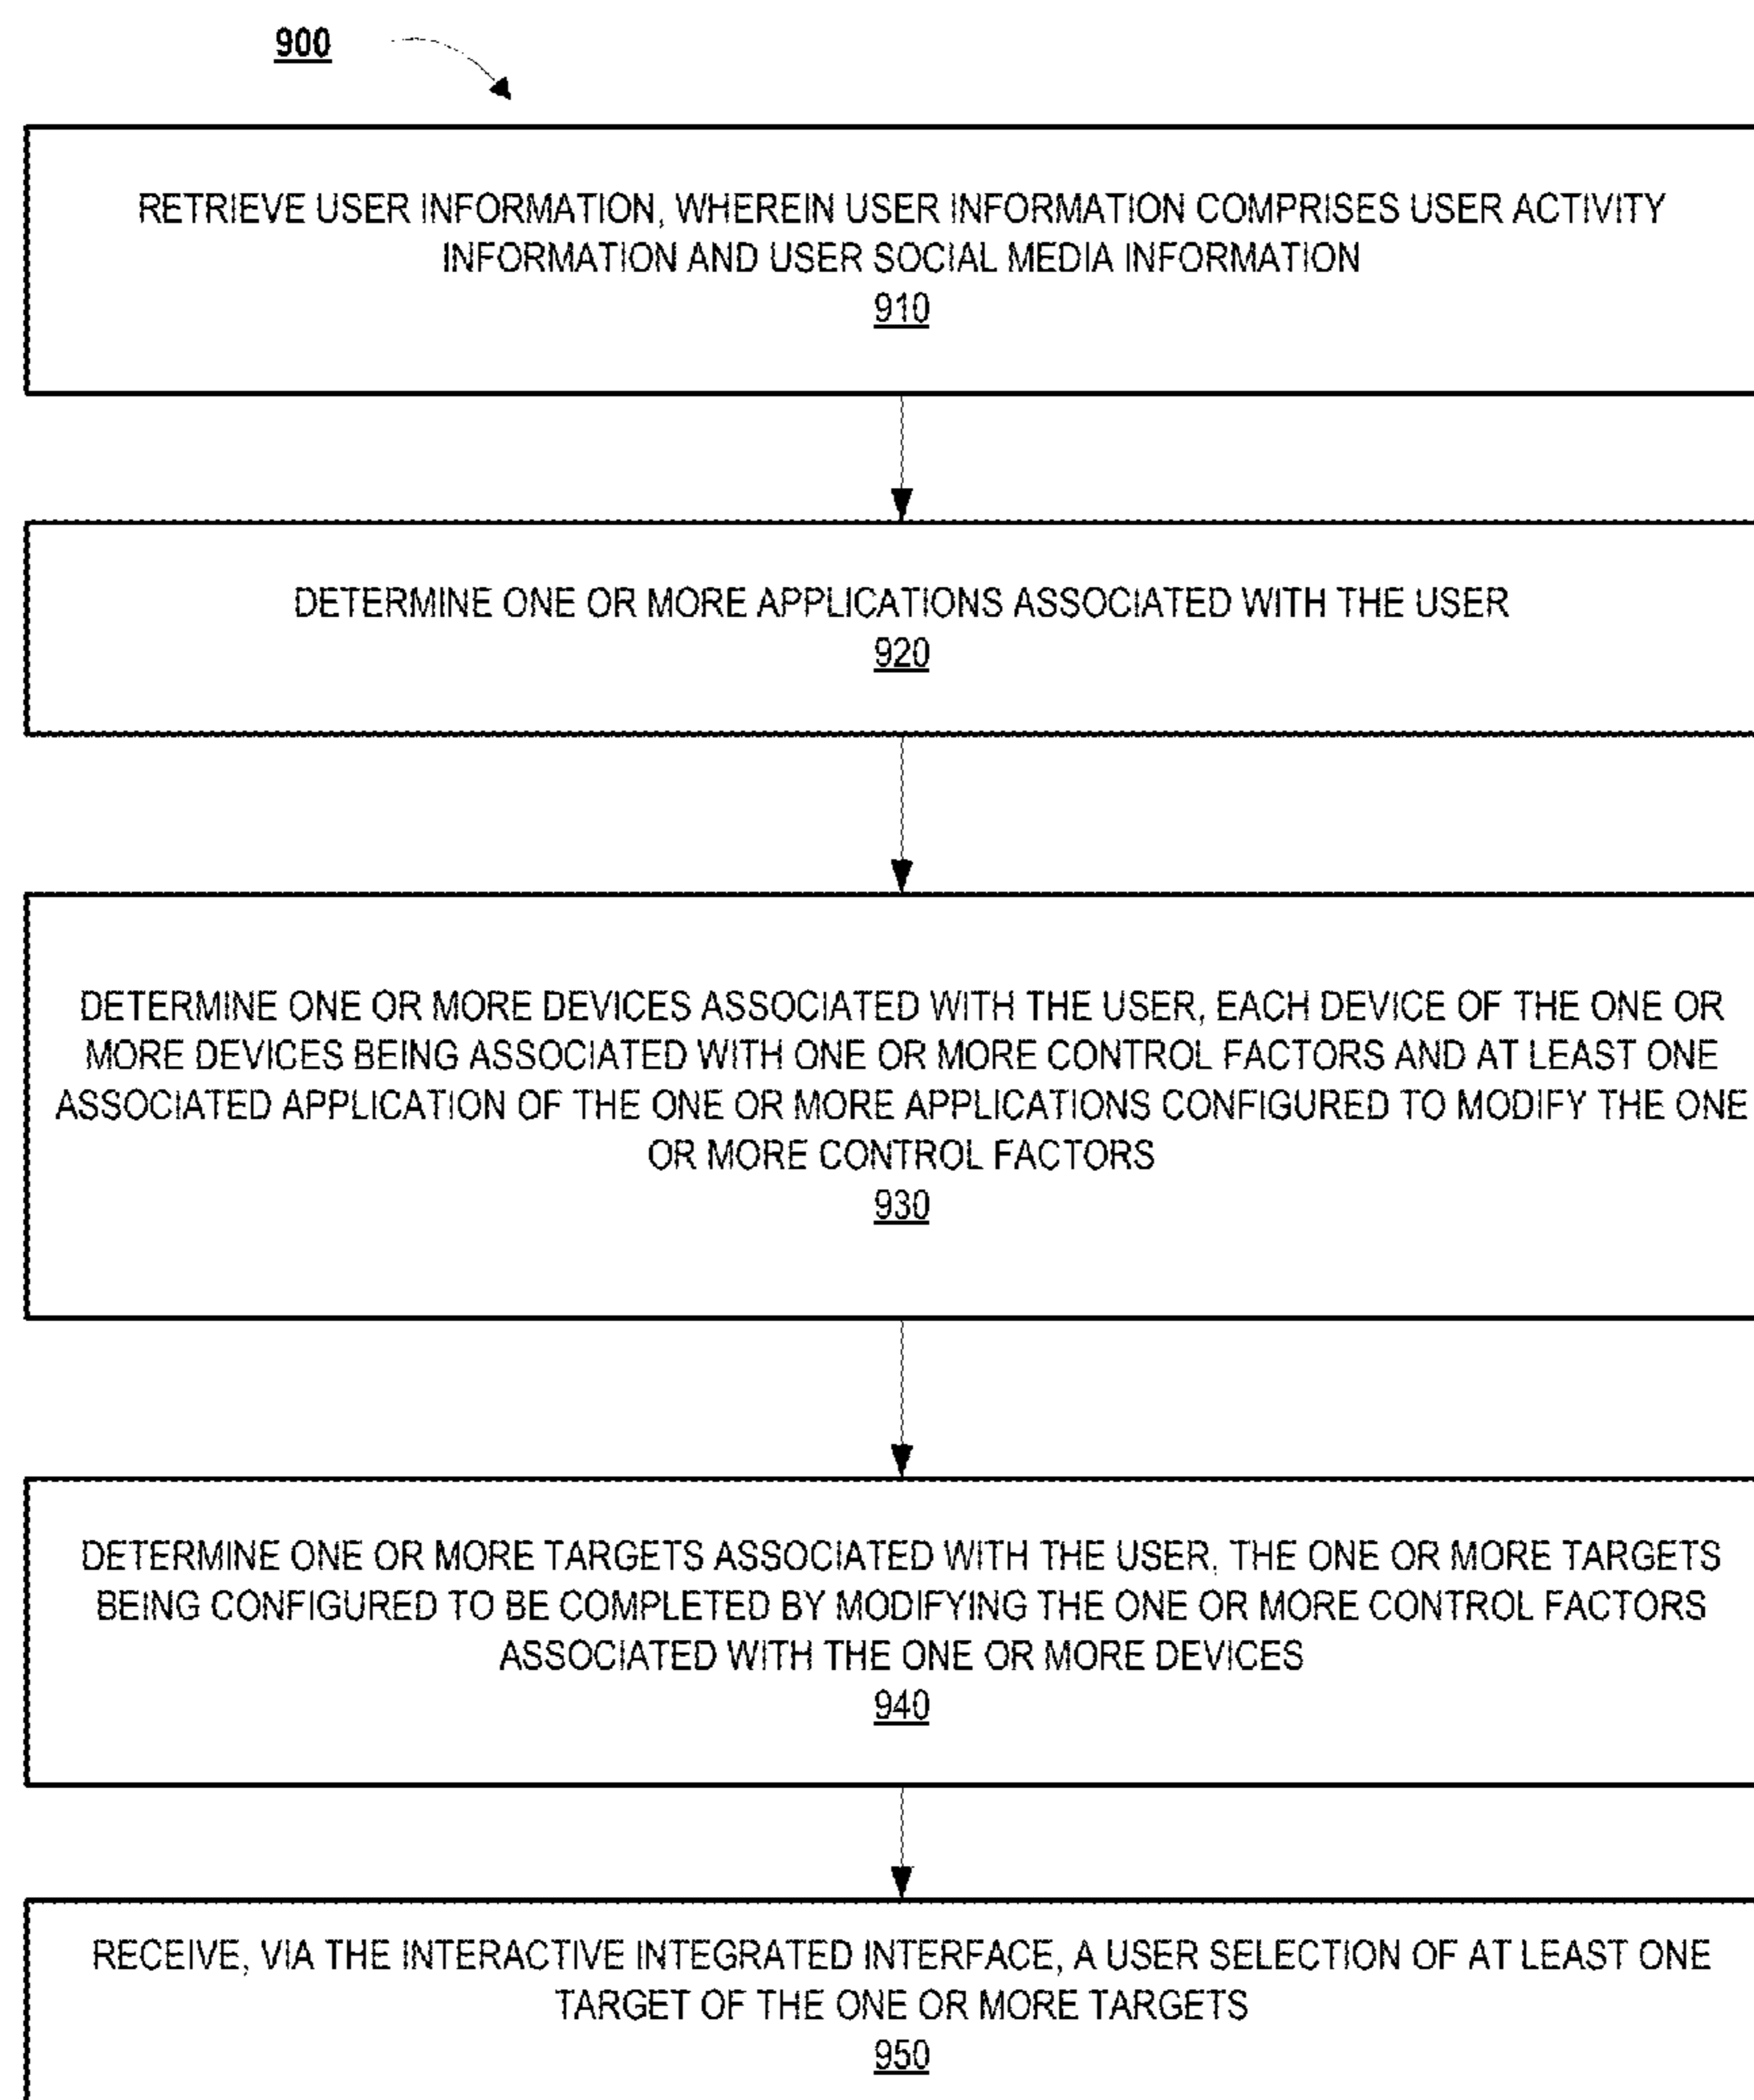 900
RETRIEVE USER INFORMATION, WHEREIN USER INFORMATION COMPRISES USER ACTIVITY
INFORMATION AND USER SOCIAL MEDIA INFORMATION
910
DETERMINE ONE OR MORE APPLICATIONS ASSOCIATED WITH THE USER
920
DETERMINE ONE OR MORE DEVICES ASSOCIATED WITH THE USER, EACH DEVICE OF THE ONE OR
MORE DEVICES BEING ASSOCIATED WITH ONE OR MORE CONTROL FACTORS AND AT LEAST ONE
ASSOCIATED APPLICATION OF THE ONE OR MORE APPLICATIONS CONFIGURED TO MODIFY THE ONE
OR MORE CONTROL FACTORS
930
DETERMINE ONE OR MORE TARGETS ASSOCIATED WITH THE USER, THE ONE OR MORE TARGETS
BEING CONFIGURED TO BE COMPLETED BY MODIFYING THE ONE OR MORE CONTROL FACTORS
ASSOCIATED WITH THE ONE OR MORE DEVICES
940
RECEIVE, VIA THE INTERACTIVE INTEGRATED INTERFACE, A USER SELECTION OF AT LEAST ONE
TARGET OF THE ONE OR MORE TARGETS
950